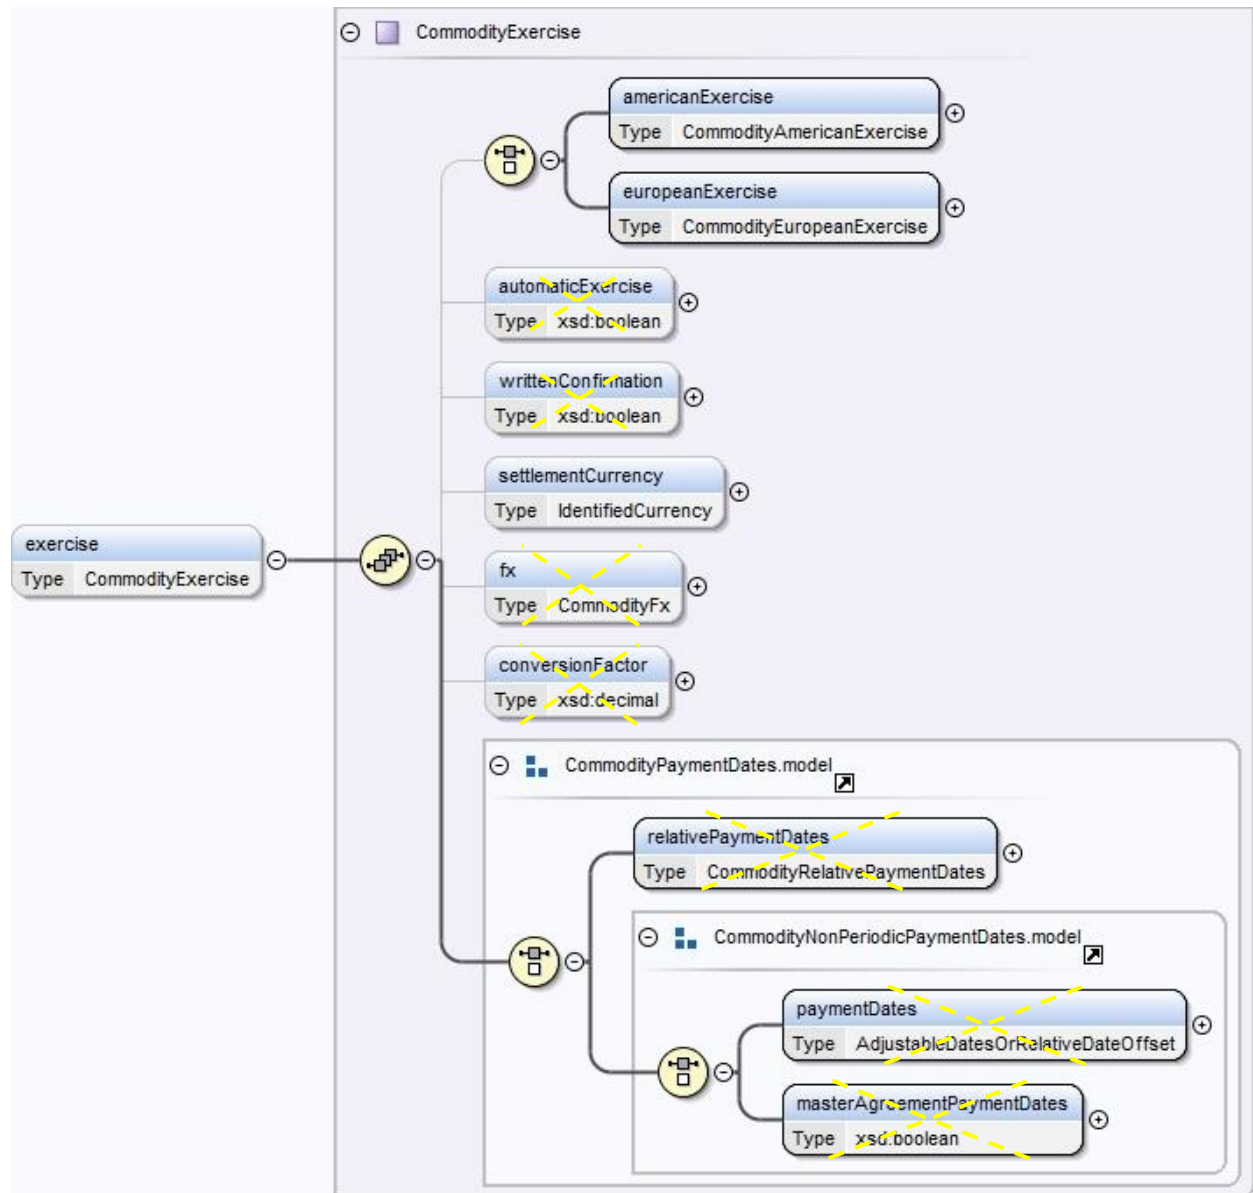 CommodityExercise
americanExercise
Type CommodityAmericanExercise
europeanExercise
Type CommodityEuropeanExercise
automaticExercise
Type xsd:boolean
writtenConfirmation
Type xsd:boolean
settlementCurrency
Type IdentifiedCurrency
exercise
Type CommodityExercise
fx
Type CommodityFx
conversionFactor
Type xsd:decimal
CommodityPaymentDates.model
relativePaymentDates
Type CommodityRelativePaymentDates
CommodityNonPeriodicPaymentDates.model
paymentDates
Type AdjustableDatesOrRelativeDateOffset
masterAgreementPaymentDates
Type xsd:boolean